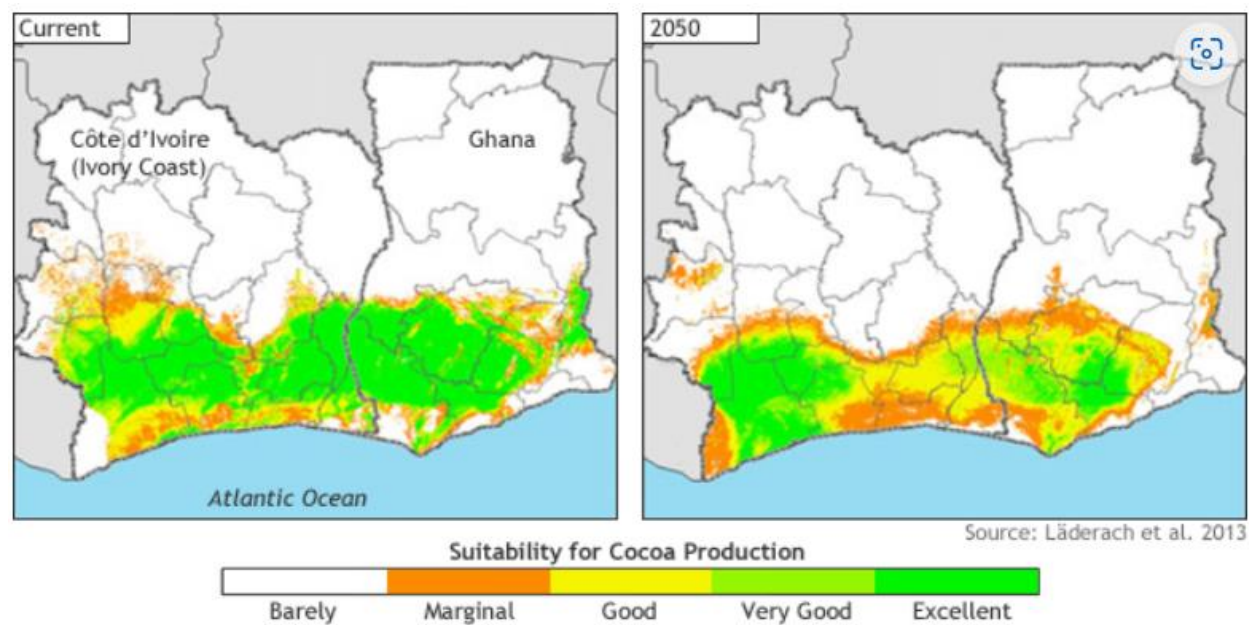 Current
2050
Côte d'Ivoire
(Ivory Coast)
Ghana
Atlantic Ocean
Source: Läderach et al. 2013
Suitability for Cocoa Production
Barely
Marginal
Good
Very Good
Excellent